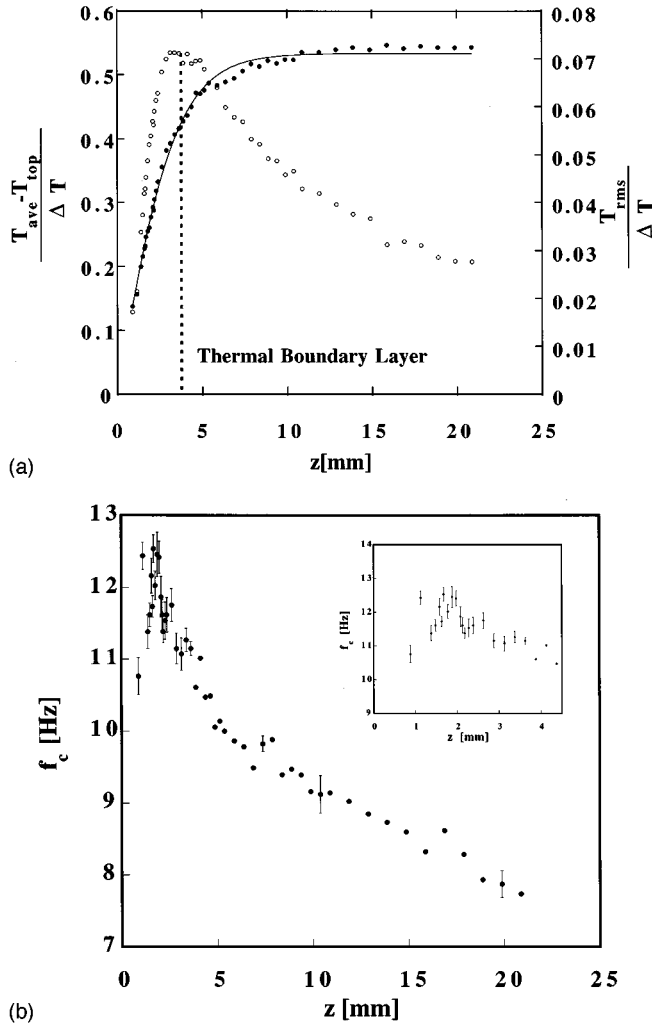 0.6
0.5
0.4
0.3
0.2
0.1
0
T_ave-T_top
Δ T
0.08
0.07
0.06
0.05
0.04
0.03
0.02
0.01
0
T_rms
Δ T
Thermal Boundary Layer
0 5 10 15 20 25
z[mm]
(a)
13
12
11
10
9
8
7
f_c [Hz]
14
13
12
11
10
9
f_c [Hz]
0 1 2 3 4
z [mm]
0 5 10 15 20 25
z [mm]
(b)